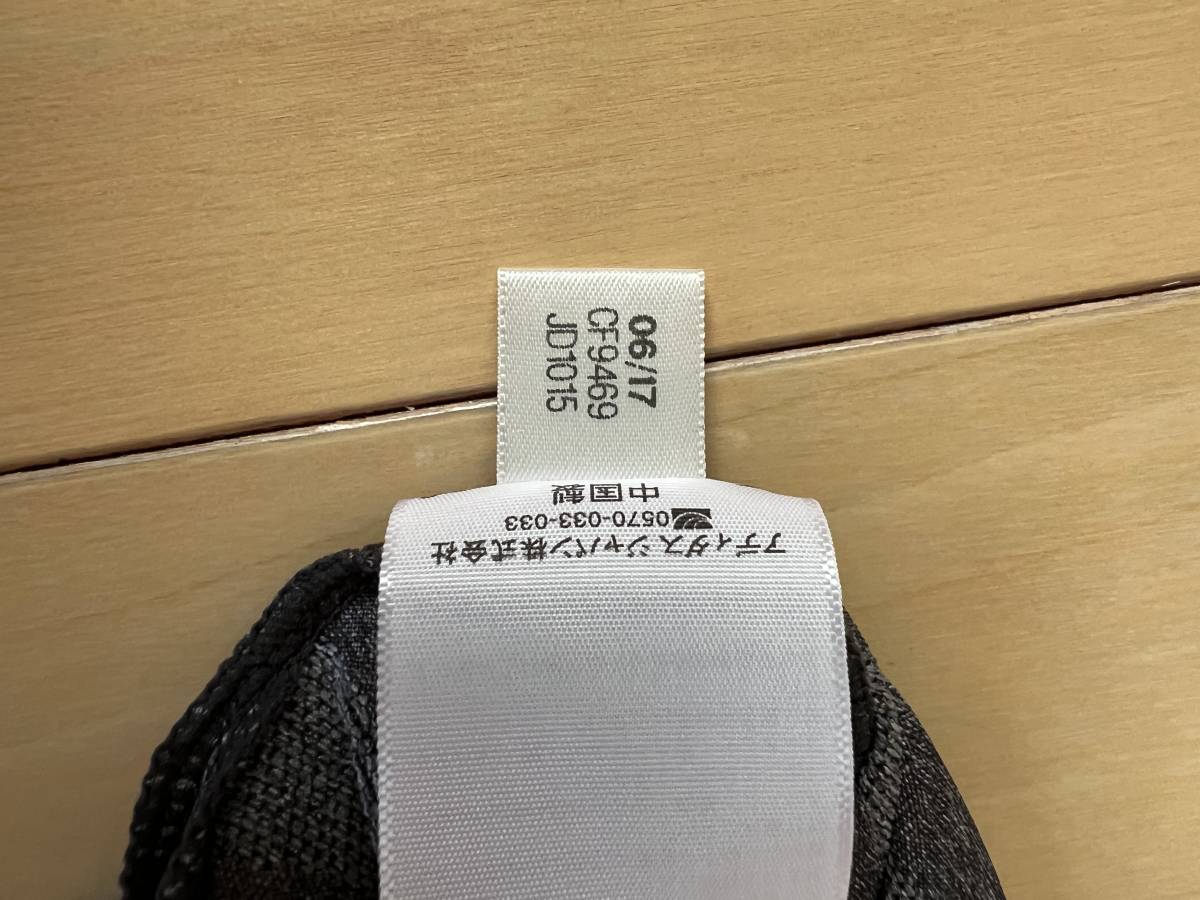 06/17
CF9469
JD1015
アディダス ジャパン株式会社
0570-033-033
中国製